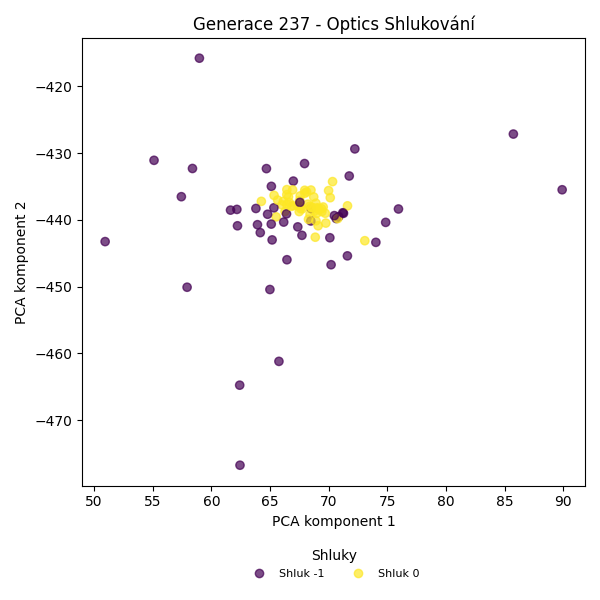 Generace 237 - Optics Shlukování
PCA komponent 2
−420
−430
−440
−450
−460
−470
50 55 60 65 70 75 80 85 90
PCA komponent 1
Shluky
Shluk -1 Shluk 0